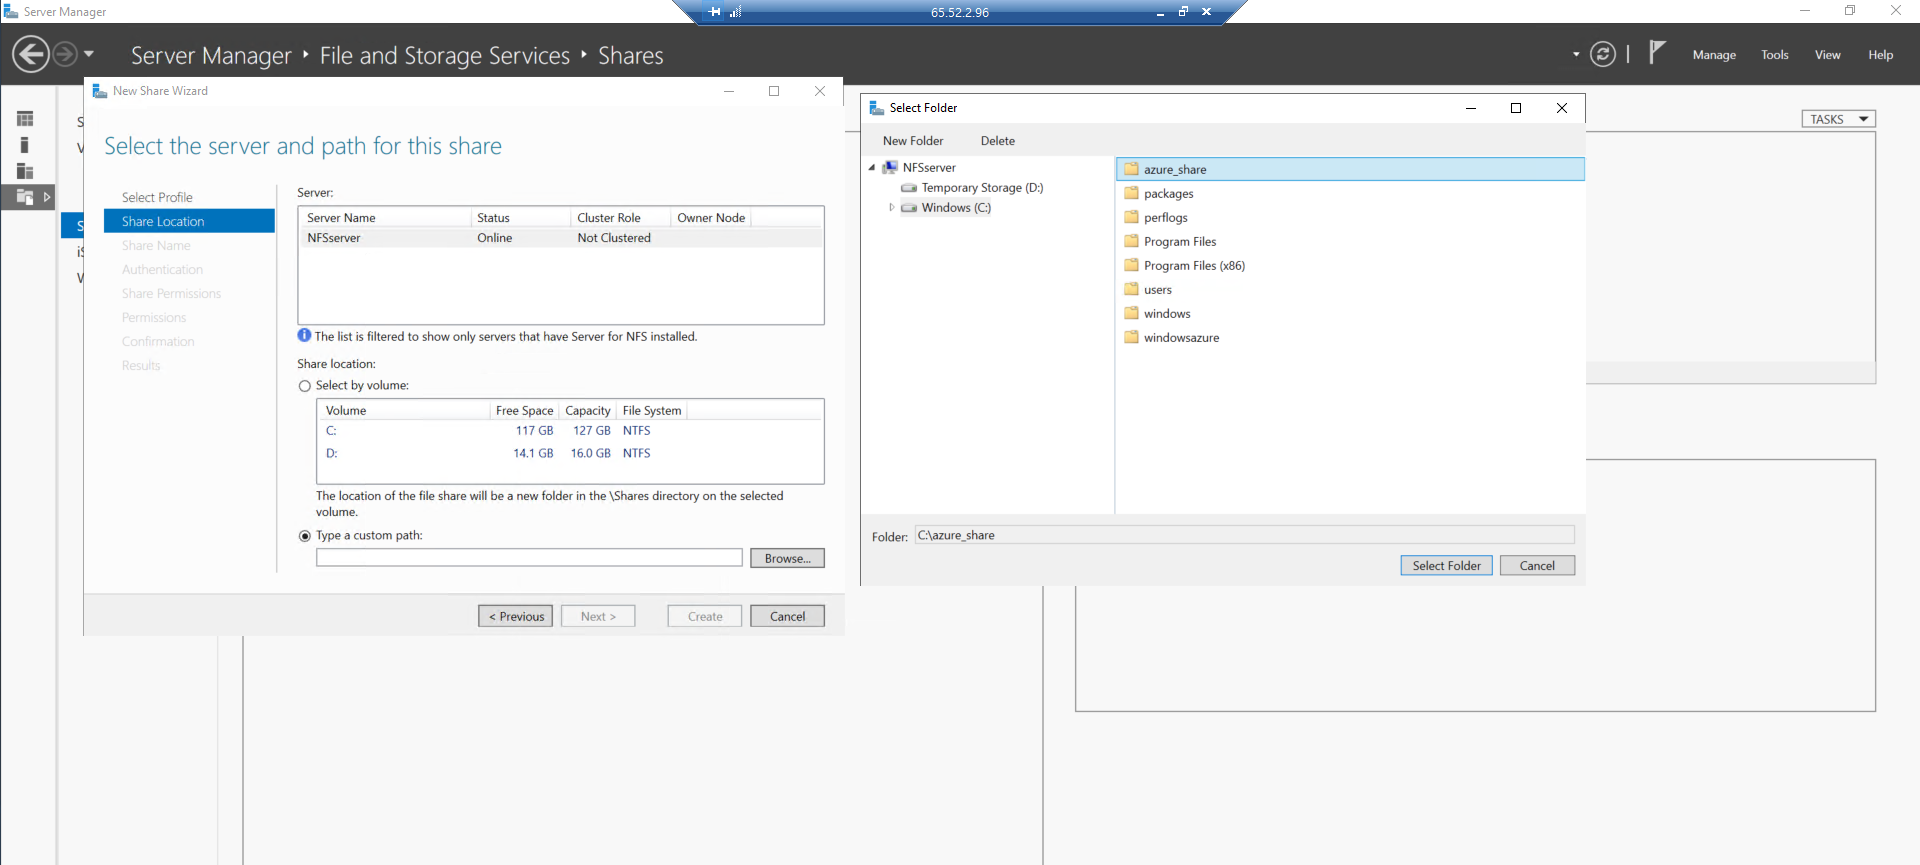 Server Manager
65.52.2.96
Server Manager ‣ File and Storage Services ‣ Shares
Manage Tools View Help
TASKS
New Share Wizard
Select the server and path for this share
Select Profile
Share Location
Share Name
Authentication
Share Permissions
Permissions
Confirmation
Results
Server:
Server Name Status Cluster Role Owner Node
NFSserver Online Not Clustered
The list is filtered to show only servers that have Server for NFS installed.
Share location:
Select by volume:
Volume Free Space Capacity File System
C: 117 GB 127 GB NTFS
D: 14.1 GB 16.0 GB NTFS
The location of the file share will be a new folder in the \Shares directory on the selected
volume.
Type a custom path:
Browse...
< Previous Next > Create Cancel
Select Folder
New Folder Delete
NFSserver
Temporary Storage (D:)
Windows (C:)
azure_share
packages
perflogs
Program Files
Program Files (x86)
users
windows
windowsazure
Folder: C:\azure_share
Select Folder Cancel